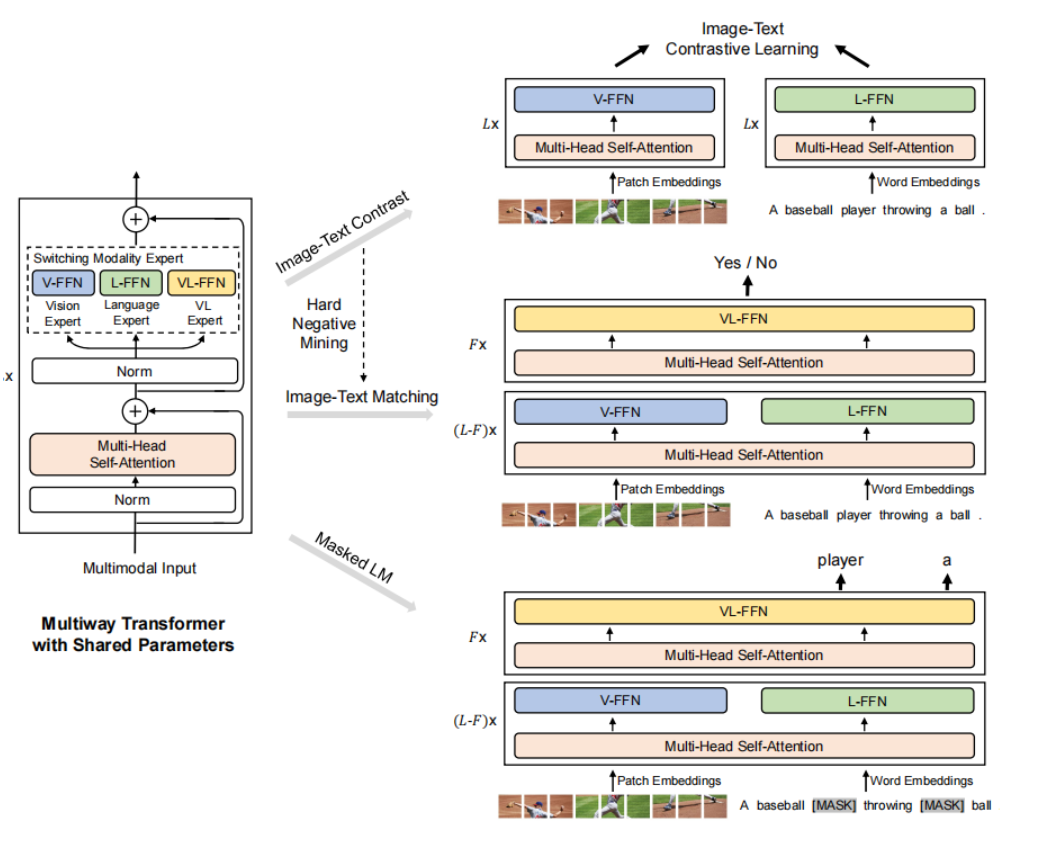 Image-Text
Contrastive Learning
V-FFN
L-FFN
Lx
Lx
Multi-Head Self-Attention
Multi-Head Self-Attention
Patch Embeddings
Word Embeddings
A baseball player throwing a ball .
Image-Text Contrast
Switching Modality Expert
V-FFN L-FFN VL-FFN
Vision
Expert
Language
Expert
VL
Expert
Norm
x
Multi-Head
Self-Attention
Norm
Multimodal Input
Multiway Transformer
with Shared Parameters
Hard
Negative
Mining
Image-Text Matching
Yes / No
VL-FFN
Fx
Multi-Head Self-Attention
V-FFN
L-FFN
(L-F)x
Multi-Head Self-Attention
Patch Embeddings
Word Embeddings
A baseball player throwing a ball .
Masked LM
player a
VL-FFN
Fx
Multi-Head Self-Attention
V-FFN
L-FFN
(L-F)x
Multi-Head Self-Attention
Patch Embeddings
Word Embeddings
A baseball [MASK] throwing [MASK] ball